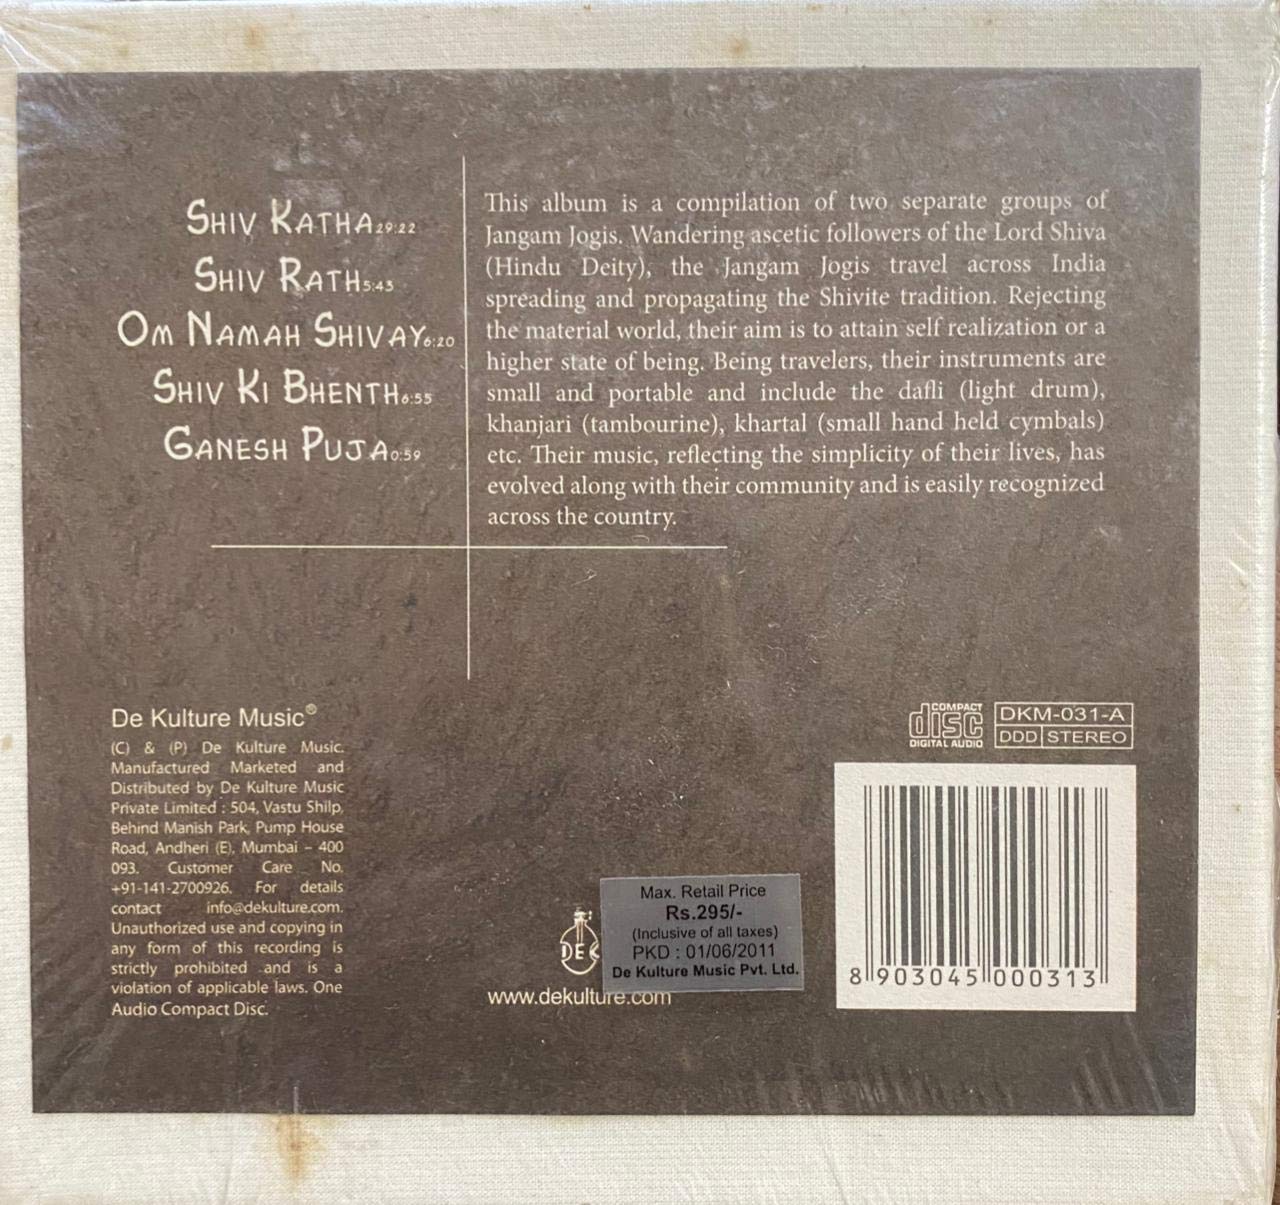 Shiv Katha 29:22
Shiv Rath 5:43
Om Namah Shivay 6:20
Shiv Ki Bhenth 6:55
Ganesh Puja 0:59
This album is a compilation of two separate groups of
Jangam Jogis. Wandering ascetic followers of the Lord Shiva
(Hindu Deity), the Jangam Jogis travel across India
spreading and propagating the Shivite tradition. Rejecting
the material world, their aim is to attain self realization or a
higher state of being. Being travelers, their instruments are
small and portable and include the dafli (light drum),
khanjari (tambourine), khartal (small hand held cymbals)
etc. Their music, reflecting the simplicity of their lives, has
evolved along with their community and is easily recognized
across the country.
De Kulture Music®
(C) & (P) De Kulture Music.
Manufactured Marketed and
Distributed by De Kulture Music
Private Limited : 504, Vastu Shilp,
Behind Manish Park, Pump House
Road, Andheri (E), Mumbai – 400
093. Customer Care No.
+91-141-2700926. For details
contact info@dekulture.com.
Unauthorized use and copying in
any form of this recording is
strictly prohibited and is a
violation of applicable laws. One
Audio Compact Disc.
DEK
www.dekulture.com
Max. Retail Price
Rs.295/-
(Inclusive of all taxes)
PKD : 01/06/2011
De Kulture Music Pvt. Ltd.
COMPACT
disc
DIGITAL AUDIO
DKM-031-A
DDD STEREO
8 903045 000313